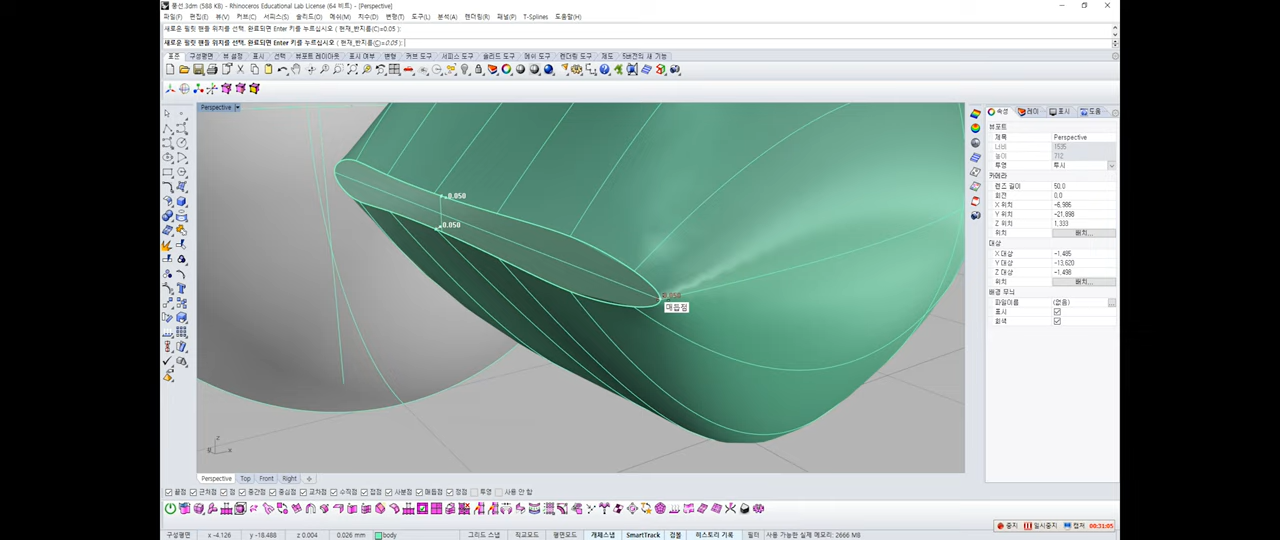 풍선.3dm (588 KB) - Rhinoceros Educational Lab License (64 비트) - [Perspective]
파일(F) 편집(E) 뷰(V) 커브(C) 서피스(S) 솔리드(O) 메쉬(M) 치수(D) 변형(T) 도구(L) 분석(A) 렌더링(R) 패널(P) T-Splines 도움말(H)
새로운 필릿 핸들 위치를 선택. 완료되면 Enter 키를 누르십시오 ( 현재_반지름(C)=0.05 ):
새로운 필릿 핸들 위치를 선택. 완료되면 Enter 키를 누르십시오 ( 현재_반지름(C)=0.05 ):
표준 구성평면 뷰 설정 표시 선택 뷰포트 레이아웃 표시 여부 변형 커브 도구 서피스 도구 솔리드 도구 메쉬 도구 렌더링 도구 제도 5버전의 새 기능
Perspective
0.050
0.050
매듭점
z
x
속성 레이 표시 도움
뷰포트
제목 Perspective
너비 1535
높이 712
투영 투시
카메라
렌즈 길이 50.0
회전 0.0
X 위치 -6,986
Y 위치 -21,898
Z 위치 1,333
위치 배치...
대상
X 대상 -1,485
Y 대상 -13,620
Z 대상 -1,498
위치 배치...
배경 무늬
파일이름 (없음)
표시
회색
Perspective Top Front Right
끝점 근처점 점 중간점 중심점 교차점 수직점 접점 사분점 매듭점 정점 투영 사용 안 함
중지 일시중지 캡처 00:31:05
구성평면 x -4.126 y -18.488 z 0.004 0.026 mm body 그리드 스냅 직교모드 평면모드 개체스냅 SmartTrack 검볼 히스토리 기록 필터 사용 가능한 실제 메모리: 2666 MB